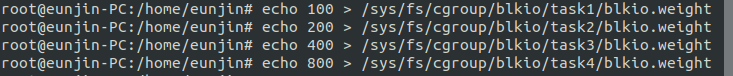 root@eunjin-PC:/home/eunjin# echo 100 > /sys/fs/cgroup/blkio/task1/blkio.weight
root@eunjin-PC:/home/eunjin# echo 200 > /sys/fs/cgroup/blkio/task2/blkio.weight
root@eunjin-PC:/home/eunjin# echo 400 > /sys/fs/cgroup/blkio/task3/blkio.weight
root@eunjin-PC:/home/eunjin# echo 800 > /sys/fs/cgroup/blkio/task4/blkio.weight